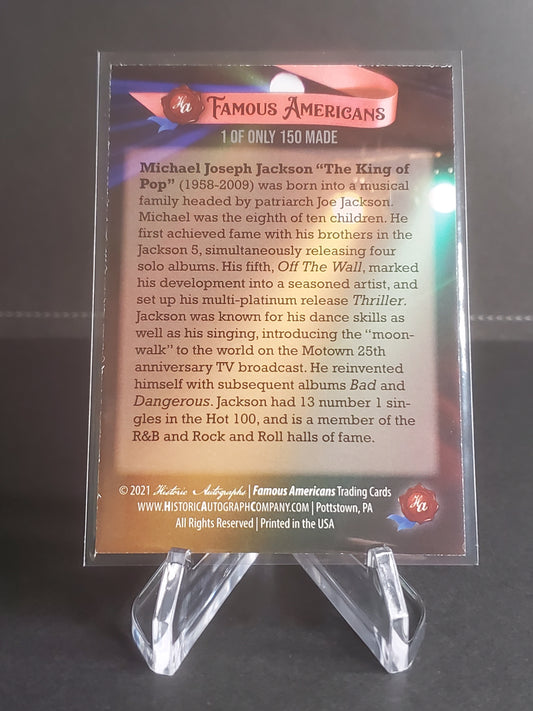 Ha FAMOUS AMERICANS
1 OF ONLY 150 MADE
Michael Joseph Jackson “The King of
Pop” (1958-2009) was born into a musical
family headed by patriarch Joe Jackson.
Michael was the eighth of ten children. He
first achieved fame with his brothers in the
Jackson 5, simultaneously releasing four
solo albums. His fifth, Off The Wall, marked
his development into a seasoned artist, and
set up his multi-platinum release Thriller.
Jackson was known for his dance skills as
well as his singing, introducing the “moon-
walk” to the world on the Motown 25th
anniversary TV broadcast. He reinvented
himself with subsequent albums Bad and
Dangerous. Jackson had 13 number 1 sin-
gles in the Hot 100, and is a member of the
R&B and Rock and Roll halls of fame.
© 2021 Historic Autographs | Famous Americans Trading Cards
WWW.HISTORICAUTOGRAPHCOMPANY.COM | Pottstown, PA
All Rights Reserved | Printed in the USA
Ha